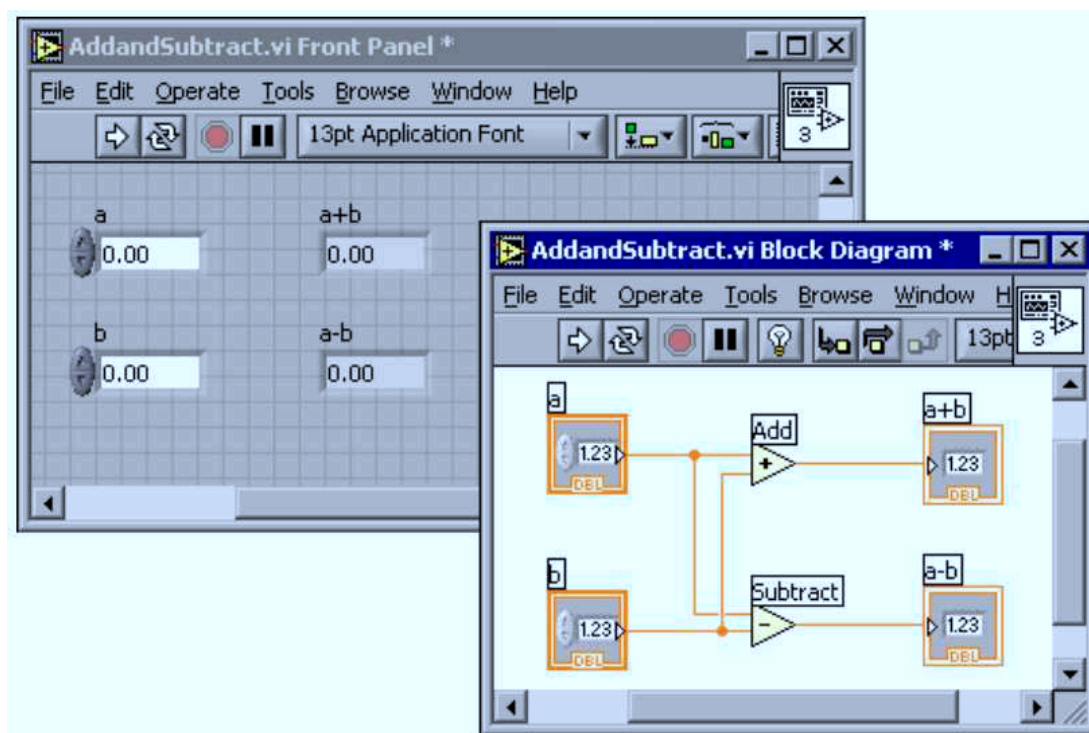 AddandSubtract.vi Front Panel *
File Edit Operate Tools Browse Window Help
13pt Application Font
3
a
0.00
a+b
0.00
b
0.00
a-b
0.00
AddandSubtract.vi Block Diagram *
File Edit Operate Tools Browse Window H
13pt
3
a
1.23
DBL
Add
+
a+b
1.23
DBL
b
1.23
DBL
Subtract
-
a-b
1.23
DBL